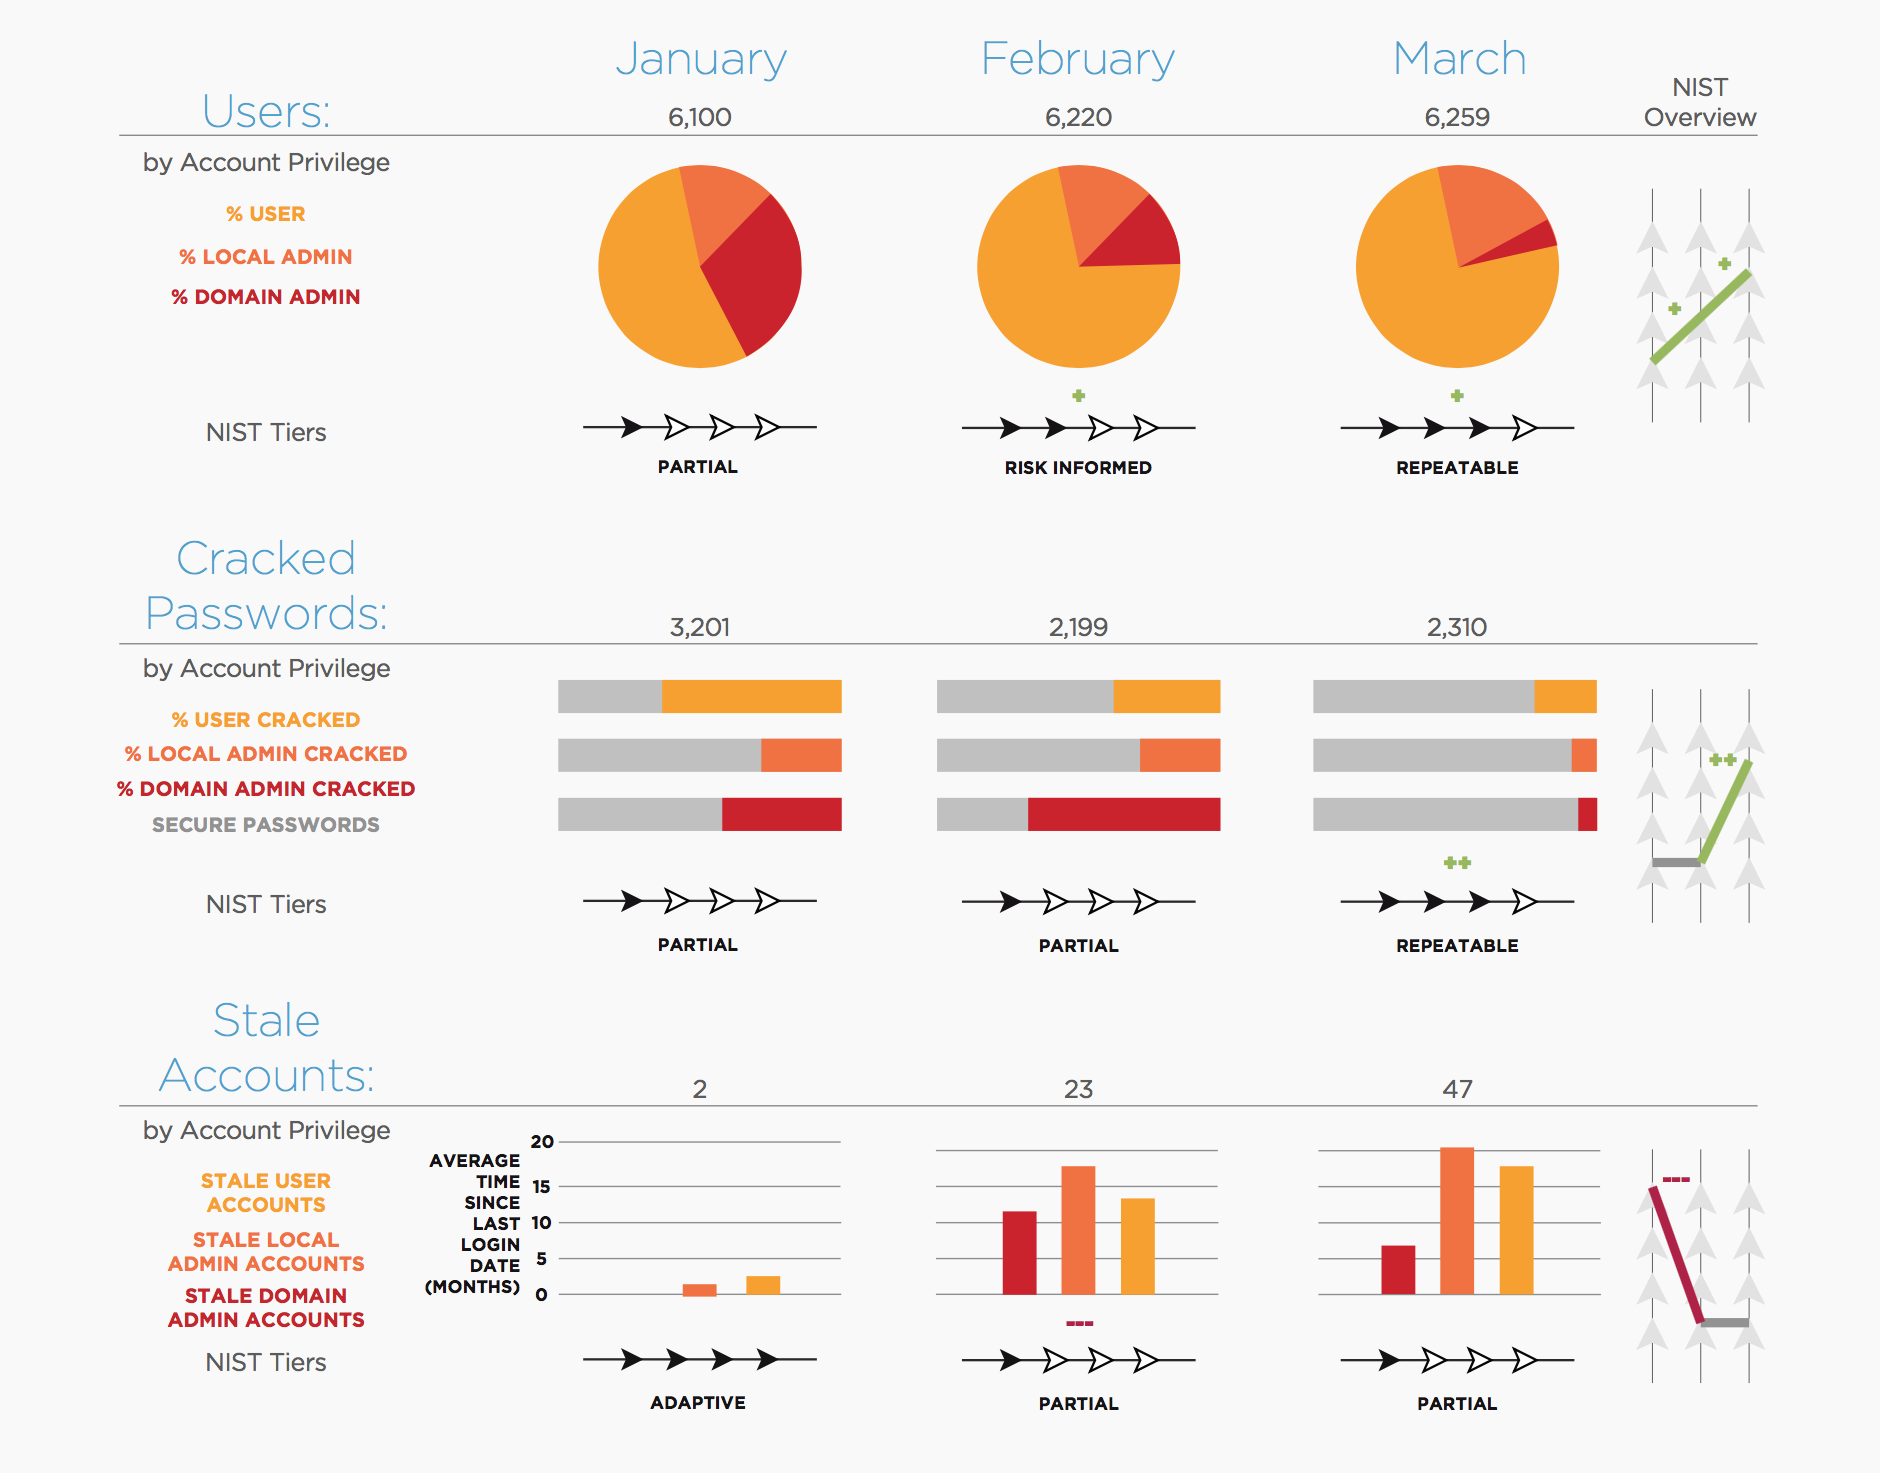 January
February
March
NIST
Overview
Users:
6,100
6,220
6,259
by Account Privilege
% USER
% LOCAL ADMIN
% DOMAIN ADMIN
+
+
+
+
NIST Tiers
PARTIAL
RISK INFORMED
REPEATABLE
Cracked
Passwords:
3,201
2,199
2,310
by Account Privilege
% USER CRACKED
% LOCAL ADMIN CRACKED
% DOMAIN ADMIN CRACKED
SECURE PASSWORDS
++
++
NIST Tiers
PARTIAL
PARTIAL
REPEATABLE
Stale
Accounts:
2
23
47
by Account Privilege
STALE USER
ACCOUNTS
STALE LOCAL
ADMIN ACCOUNTS
STALE DOMAIN
ADMIN ACCOUNTS
AVERAGE
TIME
SINCE
LAST
LOGIN
DATE
(MONTHS)
20
15
10
5
0
---
---
NIST Tiers
ADAPTIVE
PARTIAL
PARTIAL